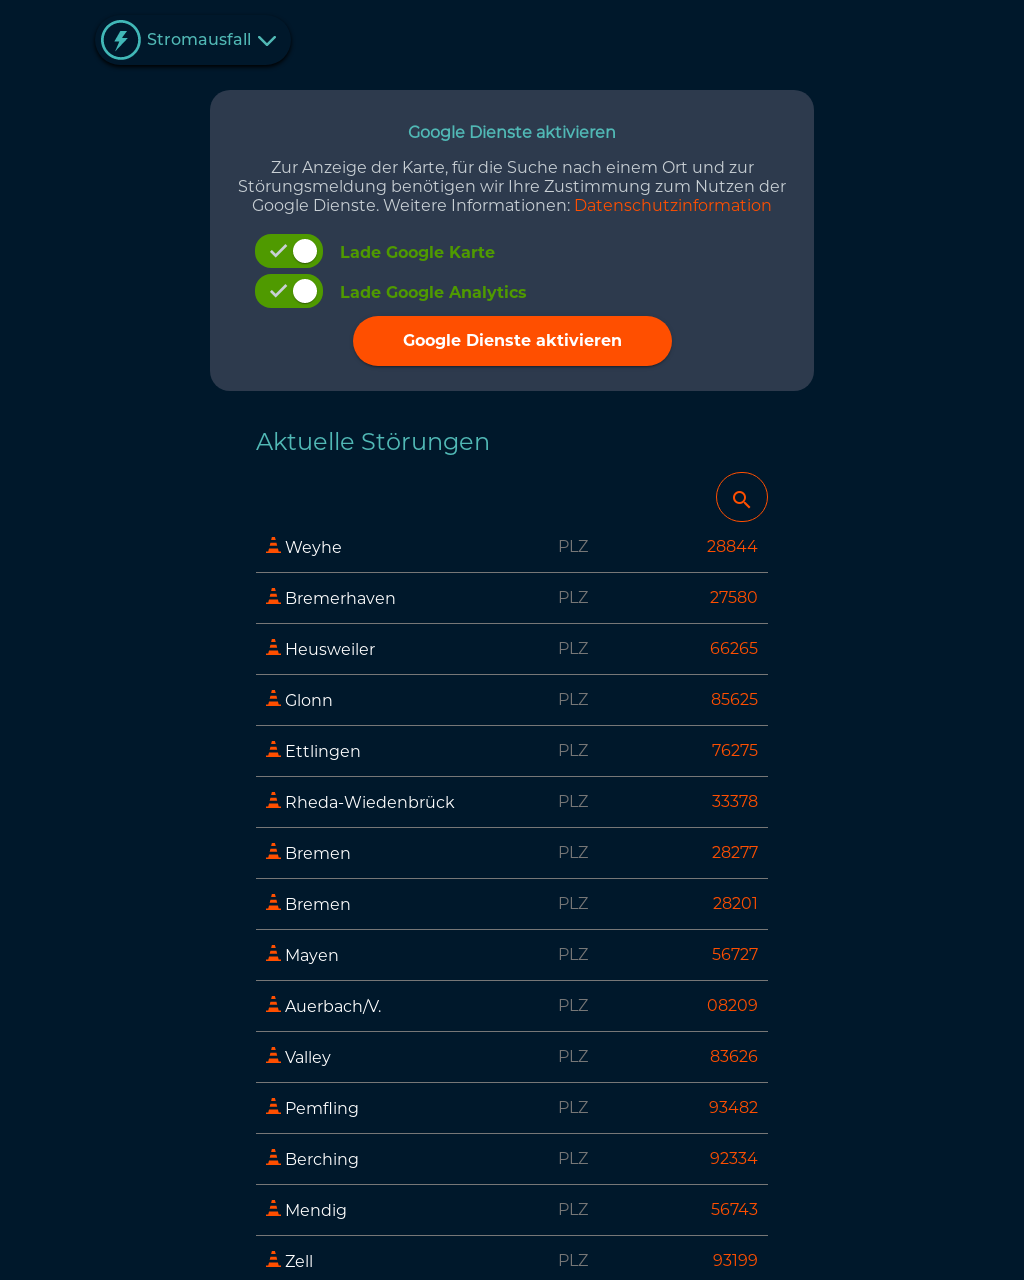 Stromausfall
Google Dienste aktivieren
Zur Anzeige der Karte, für die Suche nach einem Ort und zur
Störungsmeldung benötigen wir Ihre Zustimmung zum Nutzen der
Google Dienste. Weitere Informationen: Datenschutzinformation
Lade Google Karte
Lade Google Analytics
Google Dienste aktivieren
Aktuelle Störungen
Weyhe PLZ 28844
Bremerhaven PLZ 27580
Heusweiler PLZ 66265
Glonn PLZ 85625
Ettlingen PLZ 76275
Rheda-Wiedenbrück PLZ 33378
Bremen PLZ 28277
Bremen PLZ 28201
Mayen PLZ 56727
Auerbach/V. PLZ 08209
Valley PLZ 83626
Pemfling PLZ 93482
Berching PLZ 92334
Mendig PLZ 56743
Zell PLZ 93199